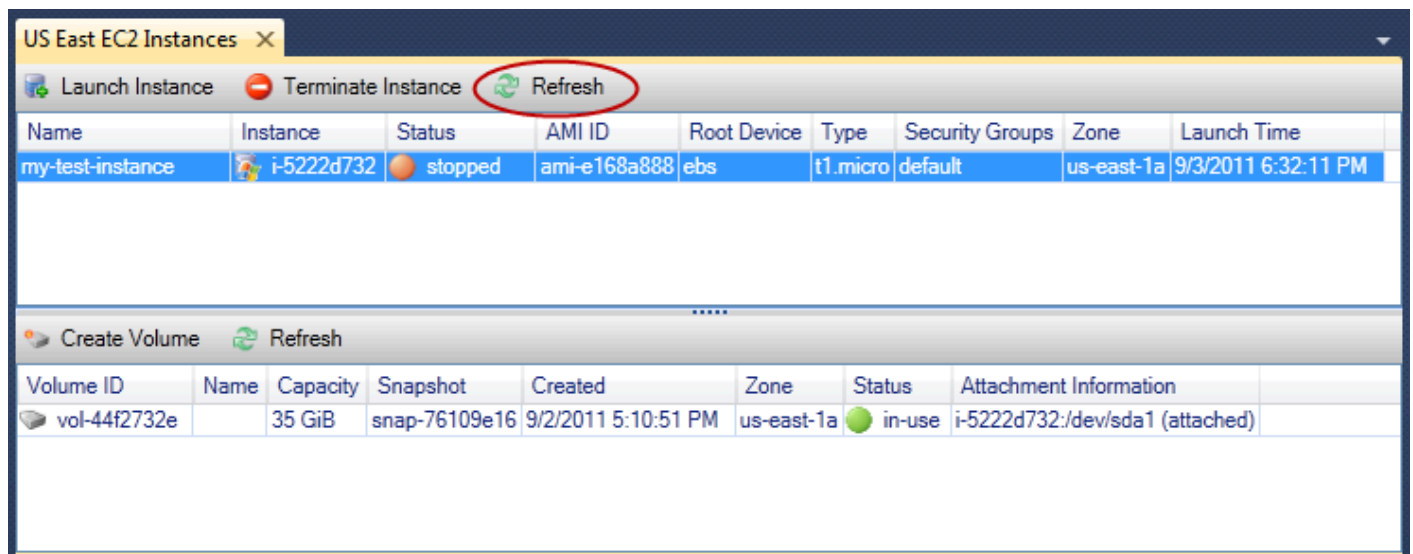 US East EC2 Instances
Launch Instance Terminate Instance Refresh
Name Instance Status AMI ID Root Device Type Security Groups Zone Launch Time
my-test-instance i-5222d732 stopped ami-e168a888 ebs t1.micro default us-east-1a 9/3/2011 6:32:11 PM
Create Volume Refresh
Volume ID Name Capacity Snapshot Created Zone Status Attachment Information
vol-44f2732e 35 GiB snap-76109e16 9/2/2011 5:10:51 PM us-east-1a in-use i-5222d732:/dev/sda1 (attached)